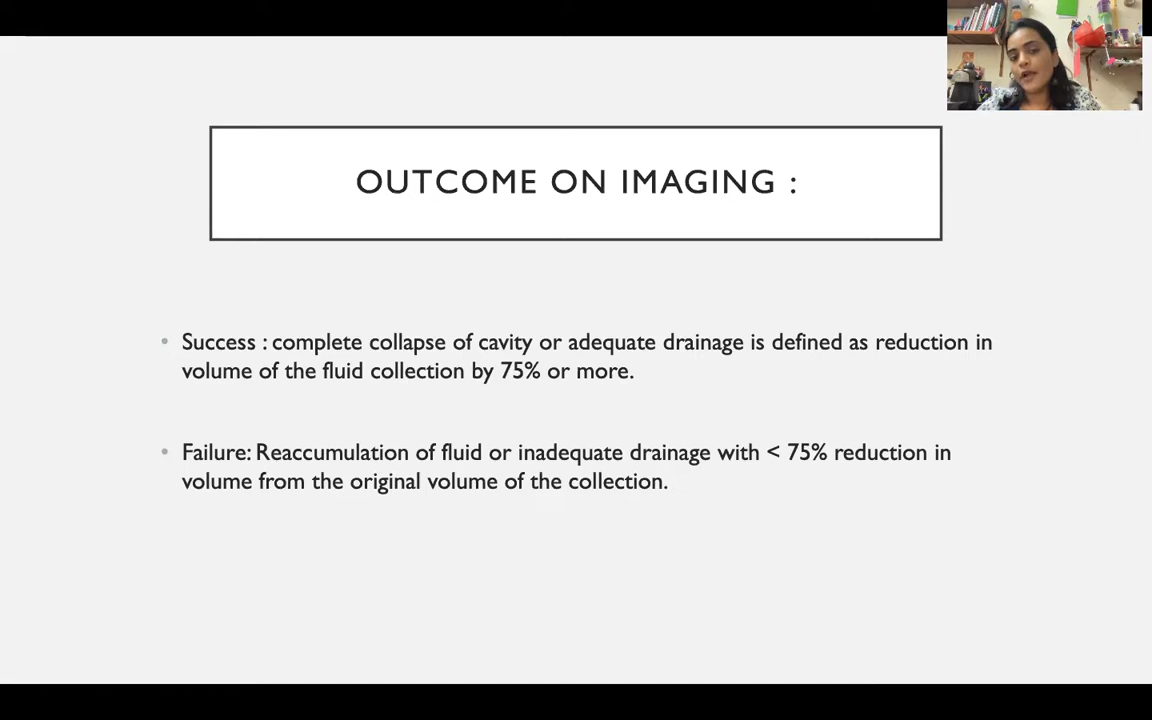 OUTCOME ON IMAGING :
• Success : complete collapse of cavity or adequate drainage is defined as reduction in
volume of the fluid collection by 75% or more.
• Failure: Reaccumulation of fluid or inadequate drainage with < 75% reduction in
volume from the original volume of the collection.